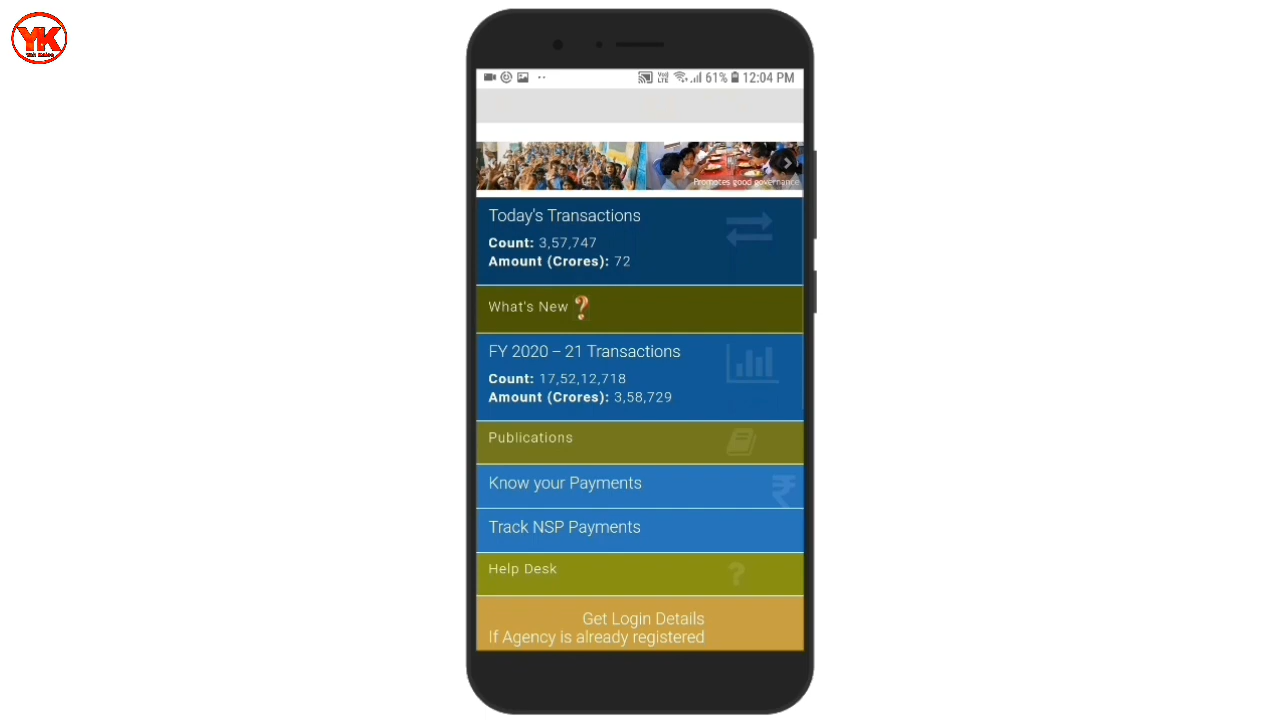 YK
VoLTE 61% 12:04 PM
Promotes good governance
Today's Transactions
Count: 3,57,747
Amount (Crores): 72
What's New ?
FY 2020 – 21 Transactions
Count: 17,52,12,718
Amount (Crores): 3,58,729
Publications
Know your Payments
Track NSP Payments
Help Desk
Get Login Details
If Agency is already registered